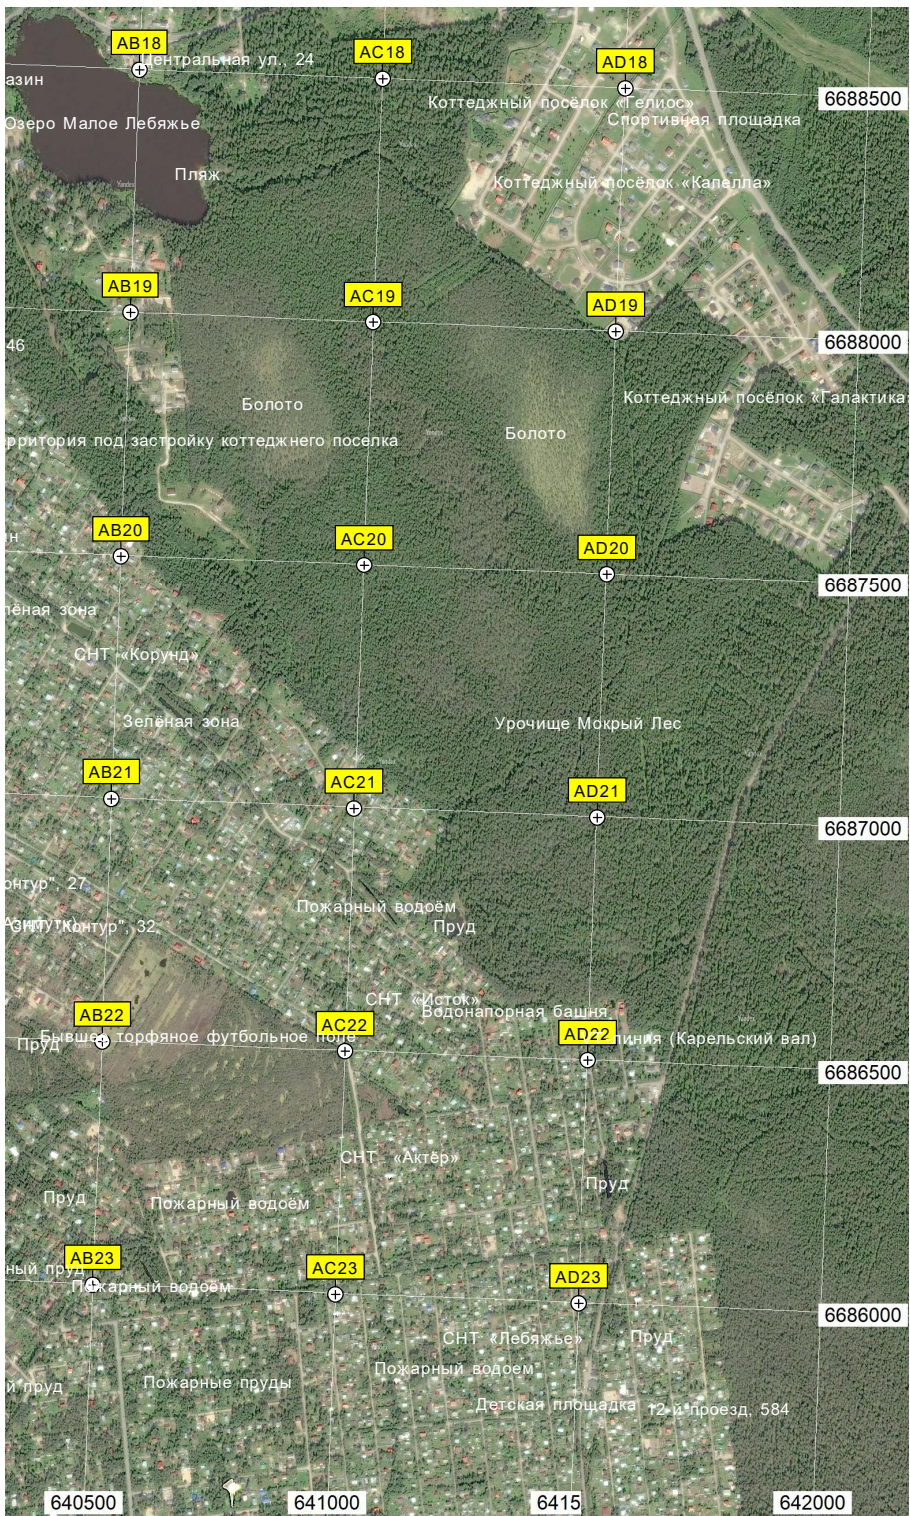 AB18
AC18
AD18
Центральная ул., 24
азин
6688500
Коттеджный посёлок «Гелиос»
Спортивная площадка
Озеро Малое Лебяжье
Пляж
Коттеджный посёлок «Капелла»
AB19
AC19
AD19
46
6688000
Болото
Коттеджный посёлок «Галактика»
Болото
ерритория под застройку коттеджнего поселка
AB20
AC20
AD20
н
6687500
лёная зона
СНТ «Корунд»
Зелёная зона
Урочище Мокрый Лес
AB21
AC21
AD21
6687000
онтур", 27
Пожарный водоём
СНТ "Контур", 32
Пруд
СНТ «Исток»
Водонапорная башня
AB22
AC22
AD22
Бывшее торфяное футбольное поле
линия (Карельский вал)
Пруд
6686500
СНТ «Актёр»
Пруд
Пруд
Пожарный водоём
AB23
AC23
AD23
ный пруд
Пожарный водоём
6686000
СНТ «Лебяжье»
Пруд
Пожарный водоем
й пруд
Пожарные пруды
Детская площадка
12-й проезд, 584
640500
641000
6415
642000